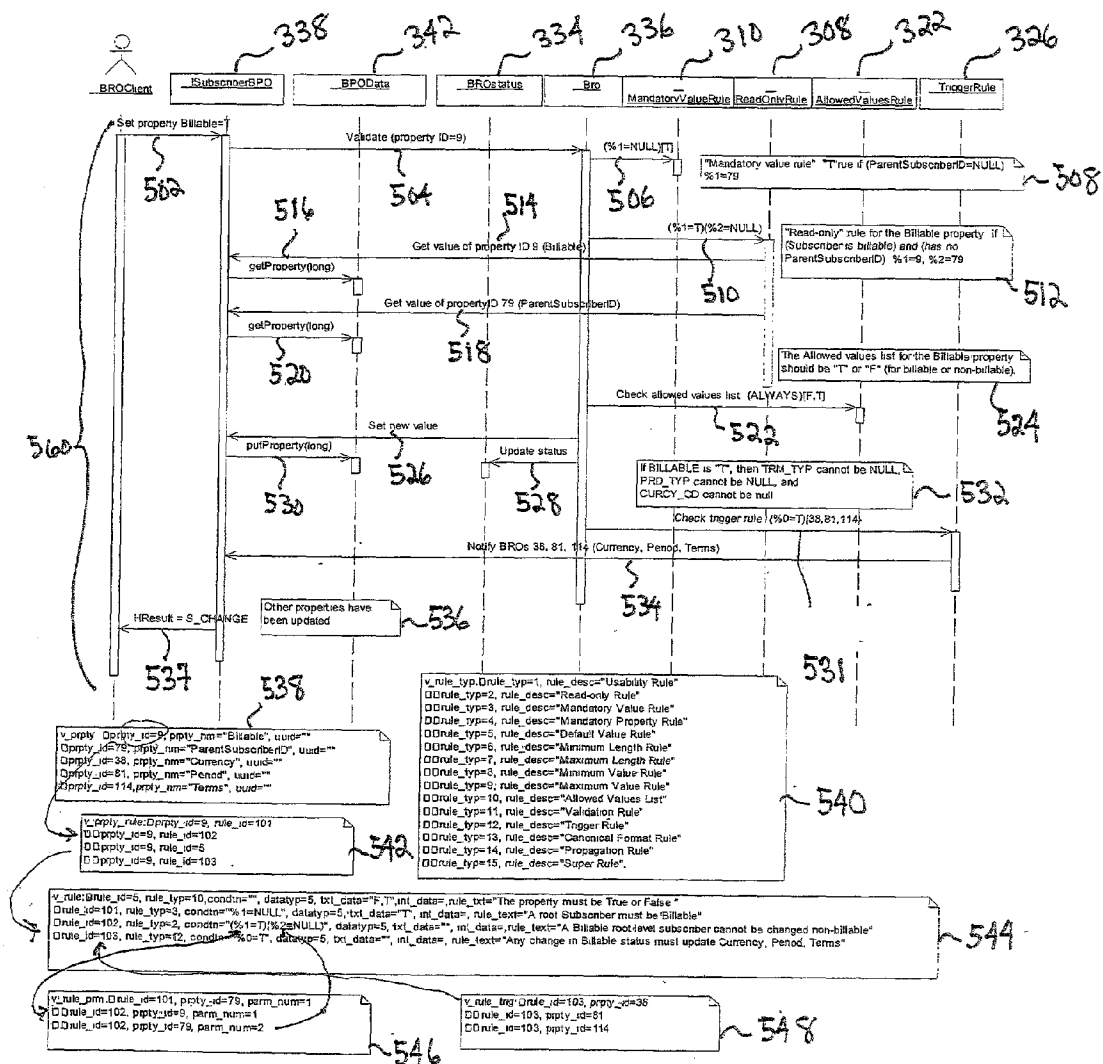 338
342
334
336
310
308
322
326
BROClient
ISubscriberSPO
BPOData
BROstatus
Bro
MandatoryValueRule
ReadOnlyRule
AllowedValuesRule
TriggerRule
Set property Billable=T
502
Validate (property ID=9)
504
(%1=NULL)[T]
506
"Mandatory value rule" "T"rue if (ParentSubscriberID=NULL)
%1=79
508
516
514
Get value of property ID 9 (Billable)
(%1=T)(%2=NULL)
510
"Read-only" rule for the Billable property if
(Subscriber is billable) and (has no
ParentSubscriberID) %1=9, %2=79
512
getProperty(long)
Get value of propertyID 79 (ParentSubscriberID)
518
getProperty(long)
520
The Allowed values list for the Billable property
should be "T" or "F" (for billable or non-billable).
524
Check allowed values list (ALWAYS)[F,T]
522
560
Set new value
526
putProperty(long)
530
Update status
528
If BILLABLE is "T", then TRM_TYP cannot be NULL,
PRD_TYP cannot be NULL, and
CURCY_CD cannot be null
532
Check trigger rule (%0=T)[38,81,114]
531
Notify BROs 38, 81, 114 (Currency, Period, Terms)
534
HResult = S_CHANGE
537
Other properties have
been updated
536
538
v_prpty prpty_id=9, prpty_nm="Billable", uuid=""
prpty_id=79, prpty_nm="ParentSubscriberID", uuid=""
prpty_id=38, prpty_nm="Currency", uuid=""
prpty_id=81, prpty_nm="Period", uuid=""
prpty_id=114,prpty_nm="Terms", uuid=""
v_rule_typ.rule_typ=1, rule_desc="Usability Rule"
rule_typ=2, rule_desc="Read-only Rule"
rule_typ=3, rule_desc="Mandatory Value Rule"
rule_typ=4, rule_desc="Mandatory Property Rule"
rule_typ=5, rule_desc="Default Value Rule"
rule_typ=6, rule_desc="Minimum Length Rule"
rule_typ=7, rule_desc="Maximum Length Rule"
rule_typ=8, rule_desc="Minimum Value Rule"
rule_typ=9; rule_desc="Maximum Value Rule"
rule_typ=10, rule_desc="Allowed Values List"
rule_typ=11, rule_desc="Validation Rule"
rule_typ=12, rule_desc="Trigger Rule"
rule_typ=13, rule_desc="Canonical Format Rule"
rule_typ=14, rule_desc="Propagation Rule"
rule_typ=15, rule_desc="Super Rule".
540
v_prpty_rule:prpty_id=9, rule_id=101
prpty_id=9, rule_id=102
prpty_id=9, rule_id=5
prpty_id=9, rule_id=103
542
v_rule:rule_id=5, rule_typ=10,condtn="", datatyp=5, txt_data="F,T",int_data=,rule_txt="The property must be True or False "
rule_id=101, rule_typ=3, condtn="%1=NULL", datatyp=5,txt_data="T", int_data=, rule_text="A root Subscriber must be 'Billable"
rule_id=102, rule_typ=2, condtn="(%1=T)(%2=NULL)", datatyp=5, txt_data="", int_data=,rule_text="A Billable root-level subscriber cannot be changed non-billable"
rule_id=103, rule_typ=12, condtn="%0=T", datatyp=5, txt_data="", int_data=, rule_text="Any change in Billable status must update Currency, Period, Terms"
544
v_rule_prm.rule_id=101, prpty_id=79, parm_num=1
rule_id=102, prpty_id=9, parm_num=1
rule_id=102, prpty_id=79, parm_num=2
546
v_rule_trig:rule_id=103, prpty_id=38
rule_id=103, prpty_id=81
rule_id=103, prpty_id=114
548